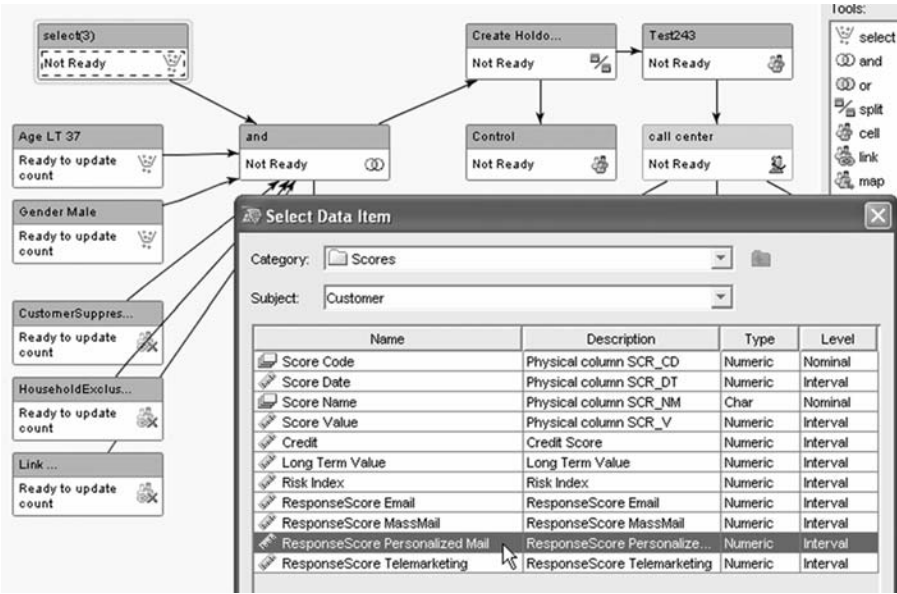 Tools:
select(3)
Not Ready
Create Holdo...
Not Ready
Test243
Not Ready
select
and
or
split
cell
link
map
Age LT 37
Ready to update
count
and
Not Ready
Control
Not Ready
call center
Not Ready
Gender Male
Ready to update
count
CustomerSuppres...
Ready to update
count
HouseholdExclus...
Ready to update
count
Link ...
Ready to update
count
Select Data Item
Category: Scores
Subject: Customer
Name Description Type Level
Score Code Physical column SCR_CD Numeric Nominal
Score Date Physical column SCR_DT Numeric Interval
Score Name Physical column SCR_NM Char Nominal
Score Value Physical column SCR_V Numeric Interval
Credit Credit Score Numeric Interval
Long Term Value Long Term Value Numeric Interval
Risk Index Risk Index Numeric Interval
ResponseScore Email ResponseScore Email Numeric Interval
ResponseScore MassMail ResponseScore MassMail Numeric Interval
ResponseScore Personalized Mail ResponseScore Personalize... Numeric Interval
ResponseScore Telemarketing ResponseScore Telemarketing Numeric Interval